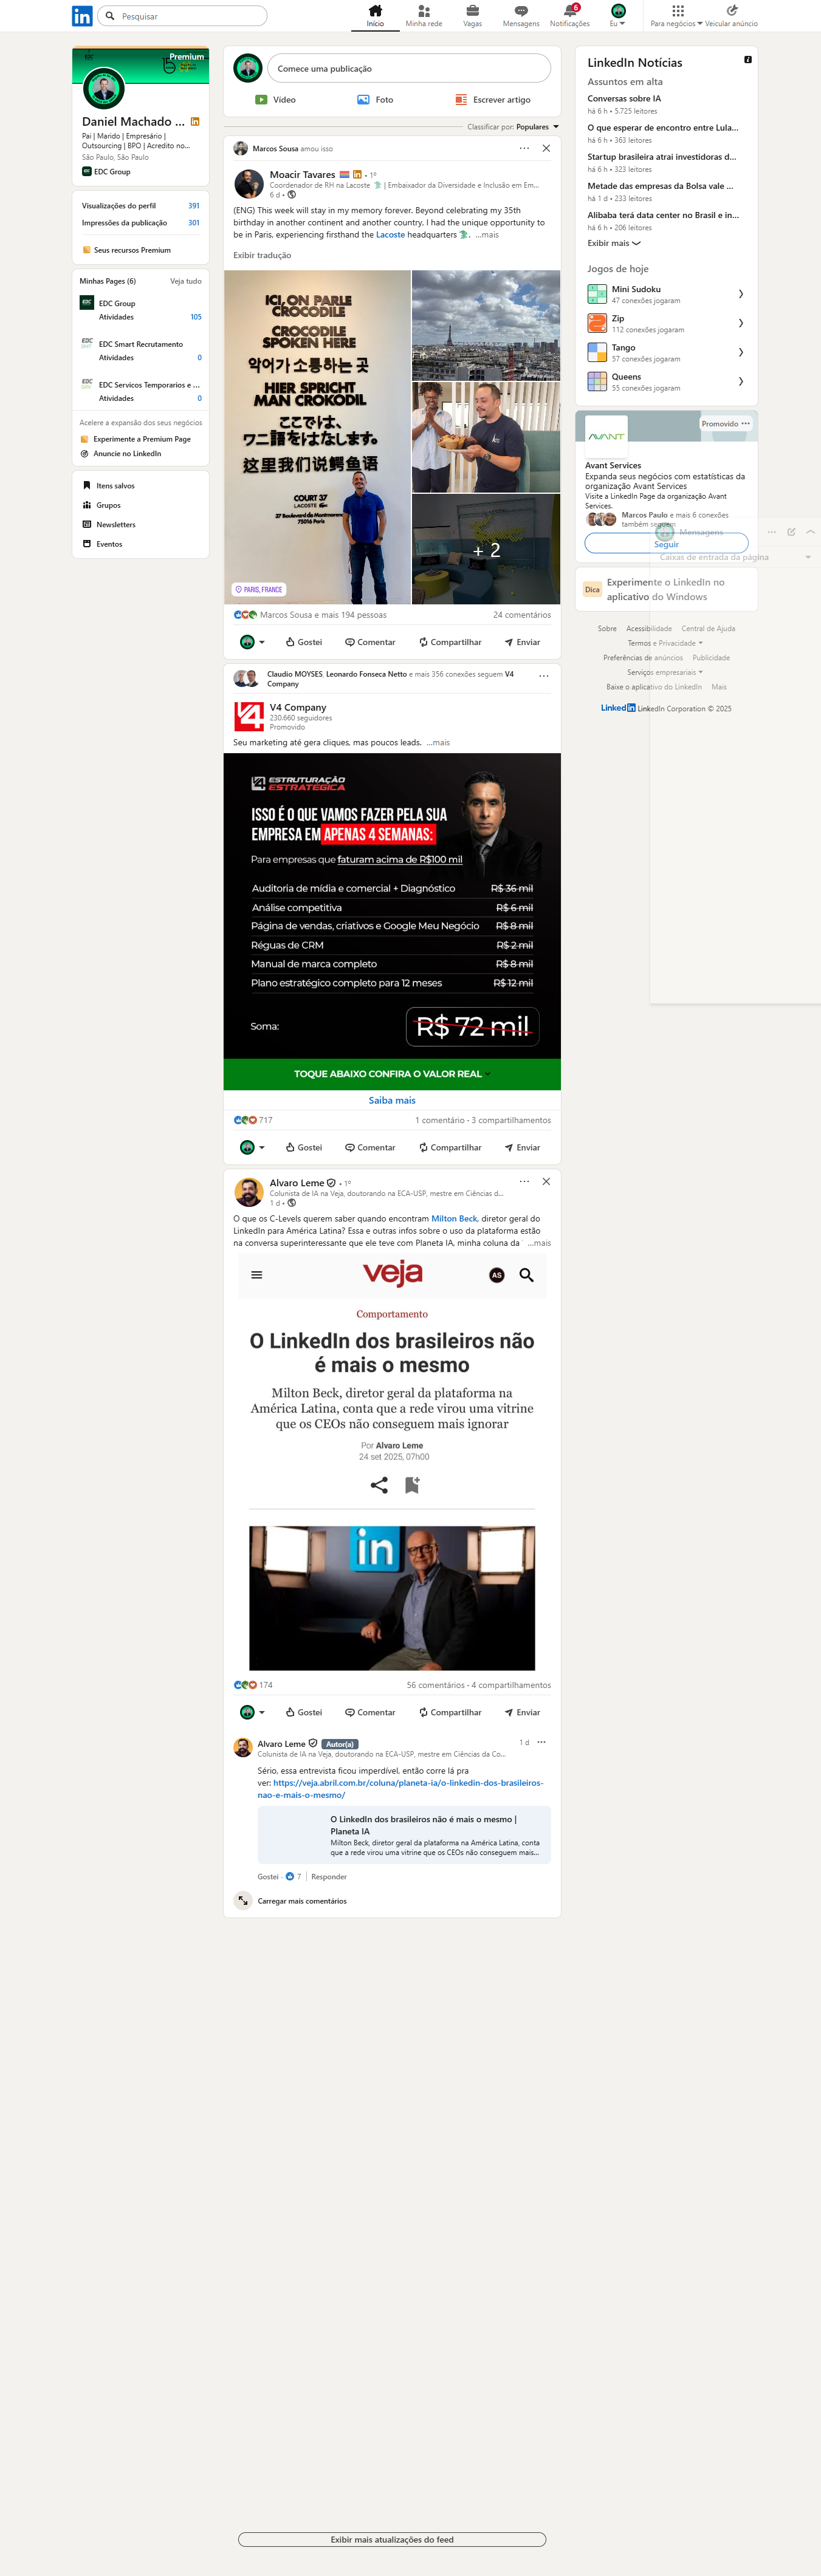 in
Pesquisar
Início
Minha rede
Vagas
Mensagens
6
Notificações
Eu
Para negócios
Veicular anúncio
Premium
Daniel Machado ...
Pai | Marido | Empresário |
Outsourcing | BPO | Acredito no...
São Paulo, São Paulo
EDC Group
Visualizações do perfil 391
Impressões da publicação 301
Seus recursos Premium
Minhas Pages (6) Veja tudo
EDC Group
Atividades 105
EDC Smart Recrutamento
Atividades 0
EDC Servicos Temporarios e ...
Atividades 0
Acelere a expansão dos seus negócios
Experimente a Premium Page
Anuncie no LinkedIn
Itens salvos
Grupos
Newsletters
Eventos
Comece uma publicação
Vídeo
Foto
Escrever artigo
Classificar por: Populares
Marcos Sousa amou isso
Moacir Tavares • 1º
Coordenador de RH na Lacoste | Embaixador da Diversidade e Inclusão em Em...
6 d •
(ENG) This week will stay in my memory forever. Beyond celebrating my 35th
birthday in another continent and another country, I had the unique opportunity to
be in Paris, experiencing firsthand the Lacoste headquarters . ...mais
Exibir tradução
ICI, ON PARLE
CROCODILE
CROCODILE
SPOKEN HERE
악어가 소통하는 곳
HIER SPRICHT
MAN KROKODIL
ここでは、
ワニ語をはなします。
这里我们说鳄鱼语
COURT 37
LACOSTE
37 Boulevard de Montmorency
75016 Paris
PARIS, FRANCE
+ 2
Marcos Sousa e mais 194 pessoas 24 comentários
Gostei
Comentar
Compartilhar
Enviar
Claudio MOYSES, Leonardo Fonseca Netto e mais 356 conexões seguem V4
Company
V4 Company
230.660 seguidores
Promovido
Seu marketing até gera cliques, mas poucos leads. ...mais
ESTRUTURAÇÃO
ESTRATÉGICA
ISSO É O QUE VAMOS FAZER PELA SUA
EMPRESA EM APENAS 4 SEMANAS:
Para empresas que faturam acima de R$100 mil
Auditoria de mídia e comercial + Diagnóstico R$ 36 mil
Análise competitiva R$ 6 mil
Página de vendas, criativos e Google Meu Negócio R$ 8 mil
Réguas de CRM R$ 2 mil
Manual de marca completo R$ 8 mil
Plano estratégico completo para 12 meses R$ 12 mil
Soma: R$ 72 mil
TOQUE ABAIXO CONFIRA O VALOR REAL
Saiba mais
717 1 comentário • 3 compartilhamentos
Gostei
Comentar
Compartilhar
Enviar
Alvaro Leme • 1º
Colunista de IA na Veja, doutorando na ECA-USP, mestre em Ciências d...
1 d •
O que os C-Levels querem saber quando encontram Milton Beck, diretor geral do
LinkedIn para América Latina? Essa e outras infos sobre o uso da plataforma estão
na conversa superinteressante que ele teve com Planeta IA, minha coluna da ...mais
veja
AS
Comportamento
O LinkedIn dos brasileiros não
é mais o mesmo
Milton Beck, diretor geral da plataforma na
América Latina, conta que a rede virou uma vitrine
que os CEOs não conseguem mais ignorar
Por Alvaro Leme
24 set 2025, 07h00
in
174 56 comentários • 4 compartilhamentos
Gostei
Comentar
Compartilhar
Enviar
Alvaro Leme Autor(a) 1 d
Colunista de IA na Veja, doutorando na ECA-USP, mestre em Ciências da Co...
Sério, essa entrevista ficou imperdível, então corre lá pra
ver: https://veja.abril.com.br/coluna/planeta-ia/o-linkedin-dos-brasileiros-
nao-e-mais-o-mesmo/
O LinkedIn dos brasileiros não é mais o mesmo |
Planeta IA
Milton Beck, diretor geral da plataforma na América Latina, conta
que a rede virou uma vitrine que os CEOs não conseguem mais...
Gostei · 7 | Responder
Carregar mais comentários
Exibir mais atualizações do feed
LinkedIn Notícias
Assuntos em alta
Conversas sobre IA
há 6 h • 5.725 leitores
O que esperar de encontro entre Lula...
há 6 h • 363 leitores
Startup brasileira atrai investidoras d...
há 6 h • 323 leitores
Metade das empresas da Bolsa vale ...
há 1 d • 233 leitores
Alibaba terá data center no Brasil e in...
há 6 h • 206 leitores
Exibir mais
Jogos de hoje
Mini Sudoku
47 conexões jogaram
Zip
112 conexões jogaram
Tango
57 conexões jogaram
Queens
55 conexões jogaram
Promovido
AVANT
Avant Services
Expanda seus negócios com estatísticas da
organização Avant Services
Visite a LinkedIn Page da organização Avant
Services.
Marcos Paulo e mais 6 conexões
também seguem
Mensagens
Seguir
Caixas de entrada da página
Dica
Experimente o LinkedIn no
aplicativo do Windows
Sobre
Acessibilidade
Central de Ajuda
Termos e Privacidade
Preferências de anúncios
Publicidade
Serviços empresariais
Baixe o aplicativo do LinkedIn
Mais
LinkedIn LinkedIn Corporation © 2025